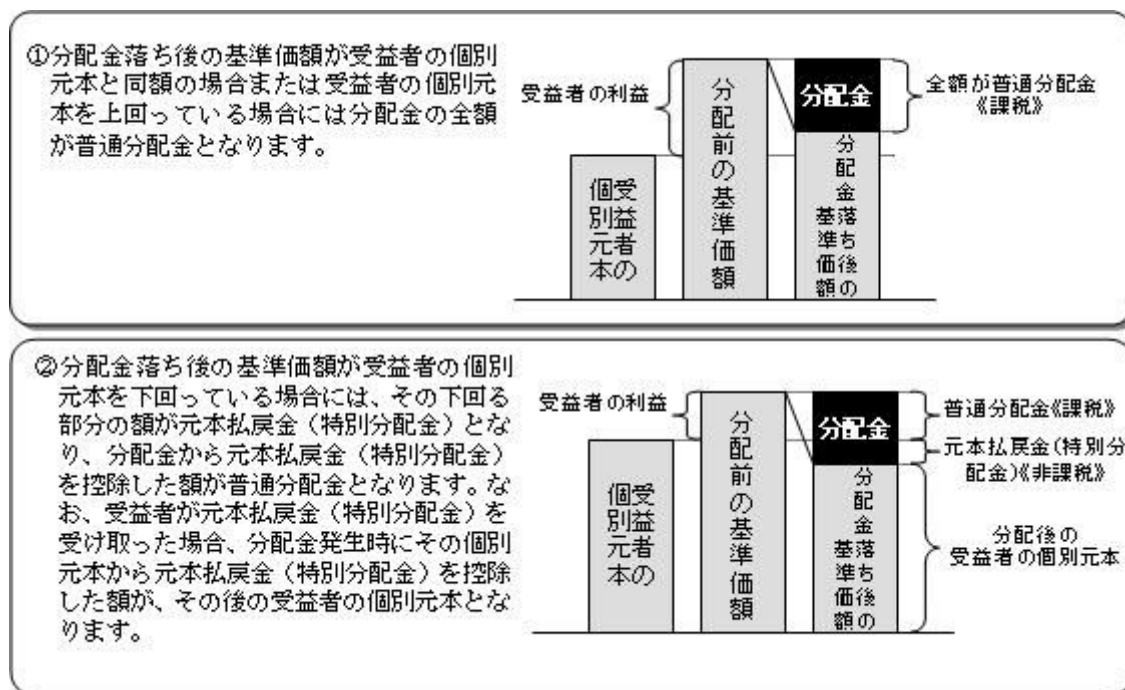 ①分配金落ち後の基準価額が受益者の個別
元本と同額の場合または受益者の個別元
本を上回っている場合には分配金の全額
が普通分配金となります。
受益者の利益
受益者の
個別元本
分配前の基準価額
分配金
分配金落ち後の
基準価額
全額が普通分配金
《課税》
②分配金落ち後の基準価額が受益者の個別
元本を下回っている場合には、その下回る
部分の額が元本払戻金（特別分配金）とな
り、分配金から元本払戻金（特別分配金）
を控除した額が普通分配金となります。な
お、受益者が元本払戻金（特別分配金）を
受け取った場合、分配金発生時にその個別
元本から元本払戻金（特別分配金）を控除
した額が、その後の受益者の個別元本とな
ります。
受益者の利益
受益者の
個別元本
分配前の基準価額
分配金
分配金落ち後の
基準価額
普通分配金《課税》
元本払戻金（特別分
配金）《非課税》
分配後の
受益者の個別元本